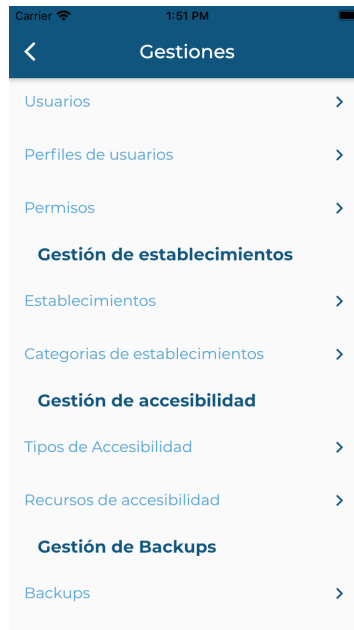 Carrier 1:51 PM
Gestiones
Usuarios
Perfiles de usuarios
Permisos
Gestión de establecimientos
Establecimientos
Categorias de establecimientos
Gestión de accesibilidad
Tipos de Accesibilidad
Recursos de accesibilidad
Gestión de Backups
Backups